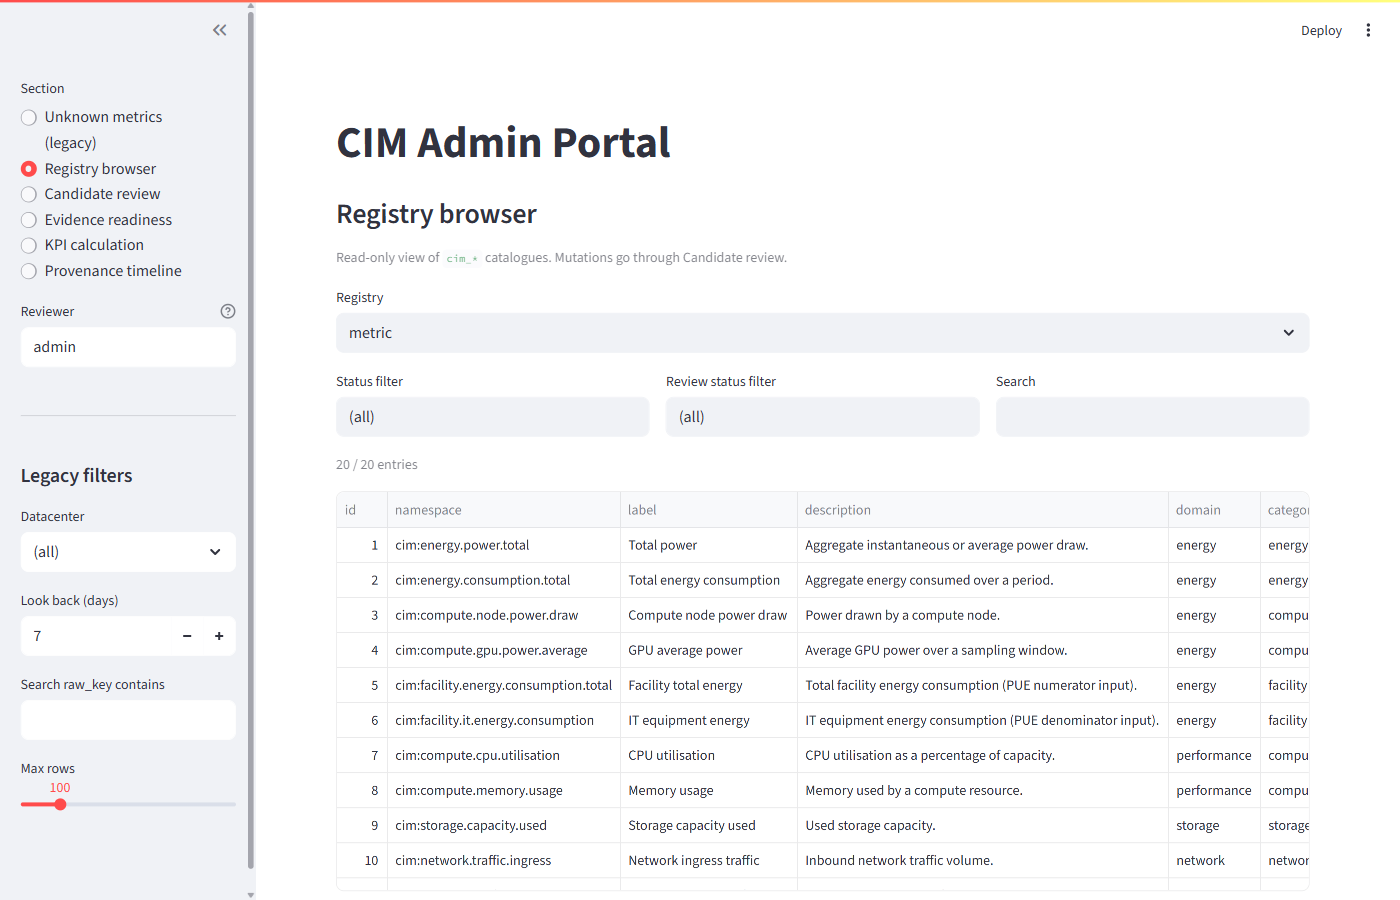 Deploy
Section
Unknown metrics
(legacy)
Registry browser
Candidate review
Evidence readiness
KPI calculation
Provenance timeline
Reviewer
admin
Legacy filters
Datacenter
(all)
Look back (days)
7
Search raw_key contains
Max rows
100
CIM Admin Portal
Registry browser
Read-only view of cim_* catalogues. Mutations go through Candidate review.
Registry
metric
Status filter Review status filter Search
(all) (all)
20 / 20 entries
id namespace label description domain categor
1 cim:energy.power.total Total power Aggregate instantaneous or average power draw. energy energy
2 cim:energy.consumption.total Total energy consumption Aggregate energy consumed over a period. energy energy
3 cim:compute.node.power.draw Compute node power draw Power drawn by a compute node. energy compu
4 cim:compute.gpu.power.average GPU average power Average GPU power over a sampling window. energy compu
5 cim:facility.energy.consumption.total Facility total energy Total facility energy consumption (PUE numerator input). energy facility
6 cim:facility.it.energy.consumption IT equipment energy IT equipment energy consumption (PUE denominator input). energy facility
7 cim:compute.cpu.utilisation CPU utilisation CPU utilisation as a percentage of capacity. performance compu
8 cim:compute.memory.usage Memory usage Memory used by a compute resource. performance compu
9 cim:storage.capacity.used Storage capacity used Used storage capacity. storage storage
10 cim:network.traffic.ingress Network ingress traffic Inbound network traffic volume. network networ